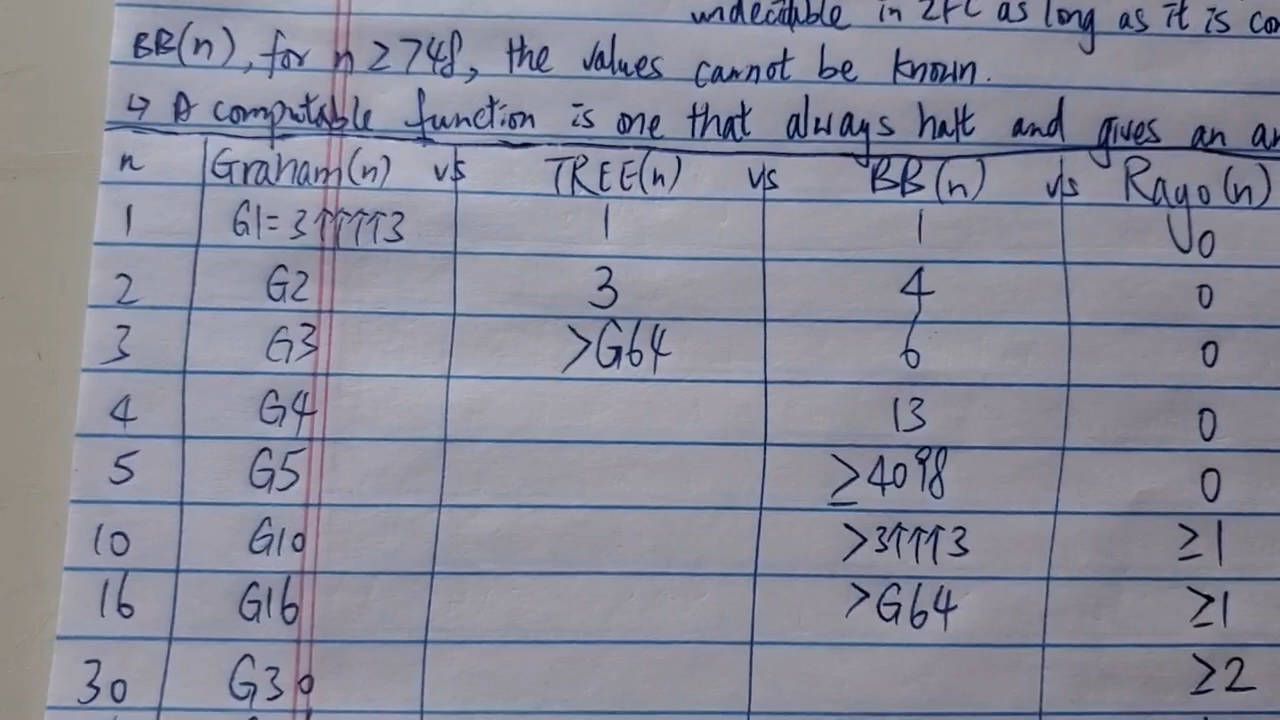 undecidable in ZFC as long as it is
BB(n), for n ≥ 748, the values cannot be known.
↳ A computable function is one that always halt and gives an
n Graham(n) vs TREE(n) vs BB(n) vs Rayo(n)
1 G1=3↑↑↑↑3 1 1 0
2 G2 3 4 0
3 G3 >G64 6 0
4 G4 13 0
5 G5 ≥4098 0
10 G10 >3↑↑↑3 ≥1
16 G16 >G64 ≥1
30 G30 ≥2